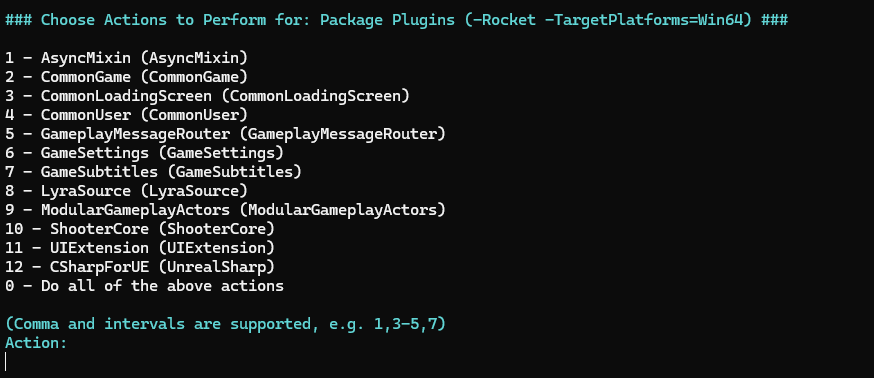 ### Choose Actions to Perform for: Package Plugins (-Rocket -TargetPlatforms=Win64) ###
1 - AsyncMixin (AsyncMixin)
2 - CommonGame (CommonGame)
3 - CommonLoadingScreen (CommonLoadingScreen)
4 - CommonUser (CommonUser)
5 - GameplayMessageRouter (GameplayMessageRouter)
6 - GameSettings (GameSettings)
7 - GameSubtitles (GameSubtitles)
8 - LyraSource (LyraSource)
9 - ModularGameplayActors (ModularGameplayActors)
10 - ShooterCore (ShooterCore)
11 - UIExtension (UIExtension)
12 - CSharpForUE (UnrealSharp)
0 - Do all of the above actions
(Comma and intervals are supported, e.g. 1,3-5,7)
Action: